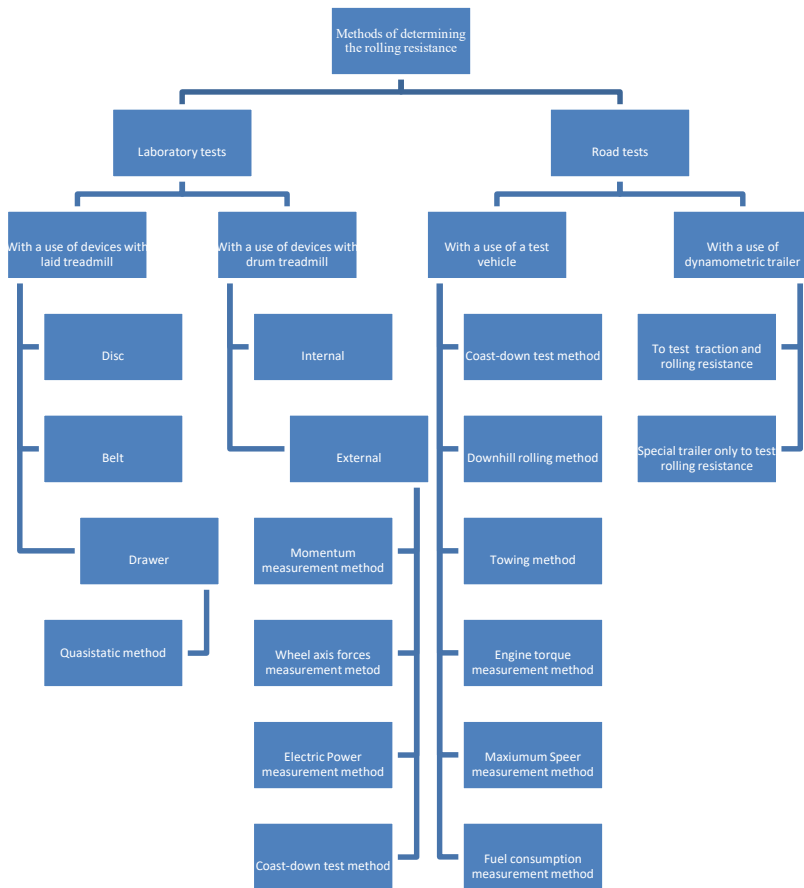 Methods of determining
the rolling resistance
Laboratory tests
Road tests
With a use of devices with
laid treadmill
With a use of devices with
drum treadmill
With a use of a test
vehicle
With a use of
dynamometric trailer
Disc
Internal
Coast-down test method
To test traction and
rolling resistance
Belt
External
Downhill rolling method
Special trailer only to test
rolling resistance
Drawer
Momentum
measurement method
Towing method
Quasistatic method
Wheel axis forces
measurement metod
Engine torque
measurement method
Electric Power
measurement method
Maxiumum Speer
measurement method
Coast-down test method
Fuel consumption
measurement method